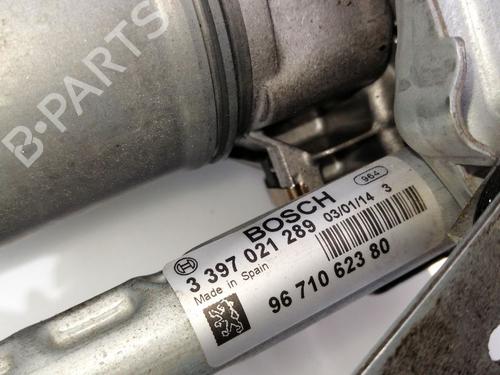 B-PARTS
BOSCH
964
3 397 021 289 03/01/14 3
Made in Spain
96 710 623 80